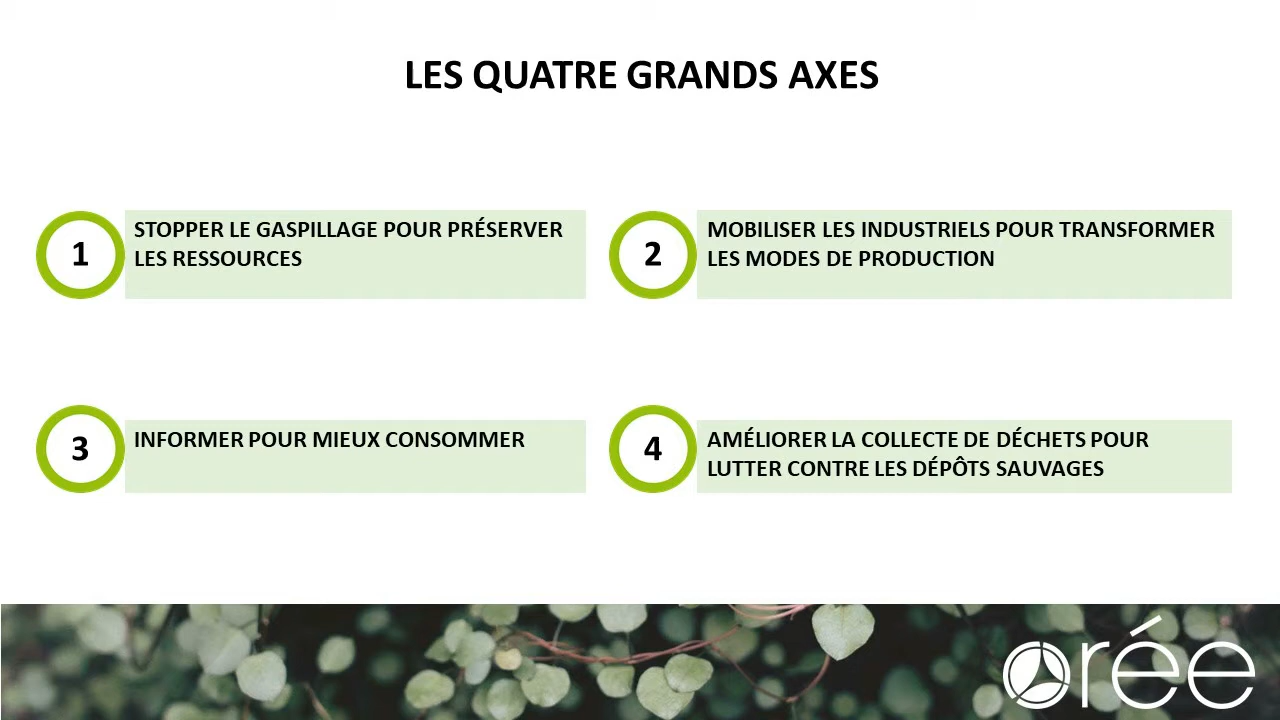 LES QUATRE GRANDS AXES
1
STOPPER LE GASPILLAGE POUR PRÉSERVER
LES RESSOURCES
2
MOBILISER LES INDUSTRIELS POUR TRANSFORMER
LES MODES DE PRODUCTION
3
INFORMER POUR MIEUX CONSOMMER
4
AMÉLIORER LA COLLECTE DE DÉCHETS POUR
LUTTER CONTRE LES DÉPÔTS SAUVAGES
orée